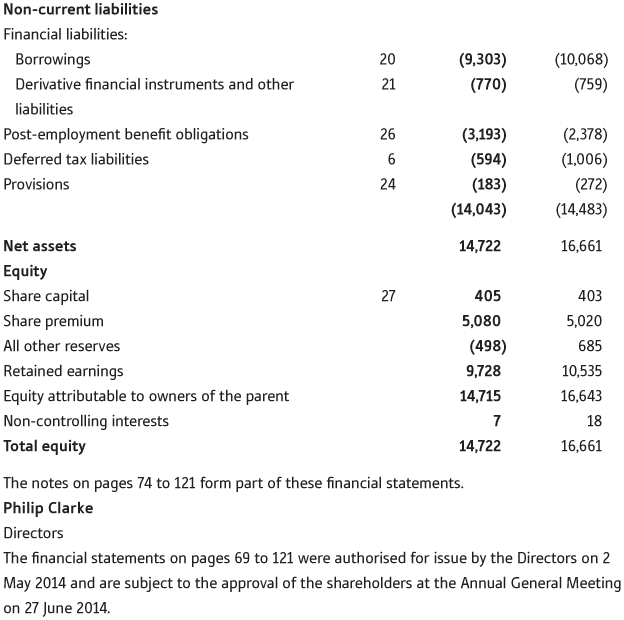 Non-current liabilities
Financial liabilities:
Borrowings 20 (9,303) (10,068)
Derivative financial instruments and other 21 (770) (759)
liabilities
Post-employment benefit obligations 26 (3,193) (2,378)
Deferred tax liabilities 6 (594) (1,006)
Provisions 24 (183) (272)
(14,043) (14,483)
Net assets 14,722 16,661
Equity
Share capital 27 405 403
Share premium 5,080 5,020
All other reserves (498) 685
Retained earnings 9,728 10,535
Equity attributable to owners of the parent 14,715 16,643
Non-controlling interests 7 18
Total equity 14,722 16,661
The notes on pages 74 to 121 form part of these financial statements.
Philip Clarke
Directors
The financial statements on pages 69 to 121 were authorised for issue by the Directors on 2
May 2014 and are subject to the approval of the shareholders at the Annual General Meeting
on 27 June 2014.